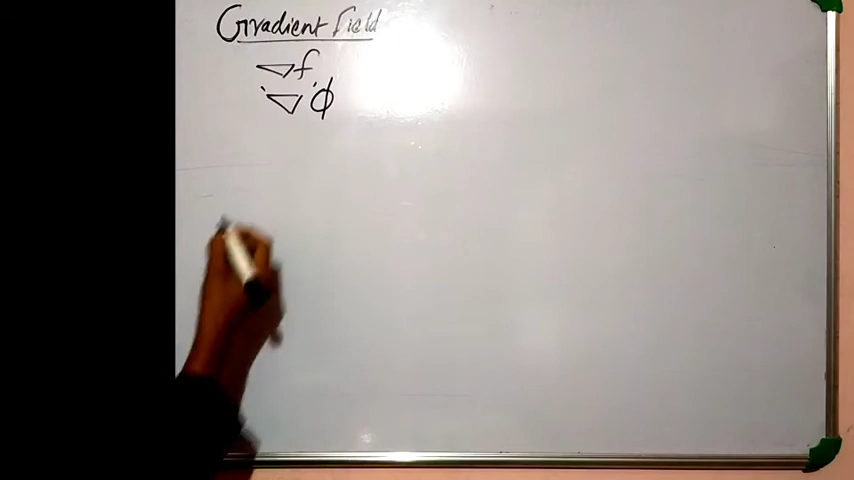 Gradient Field
▽f
▽φ